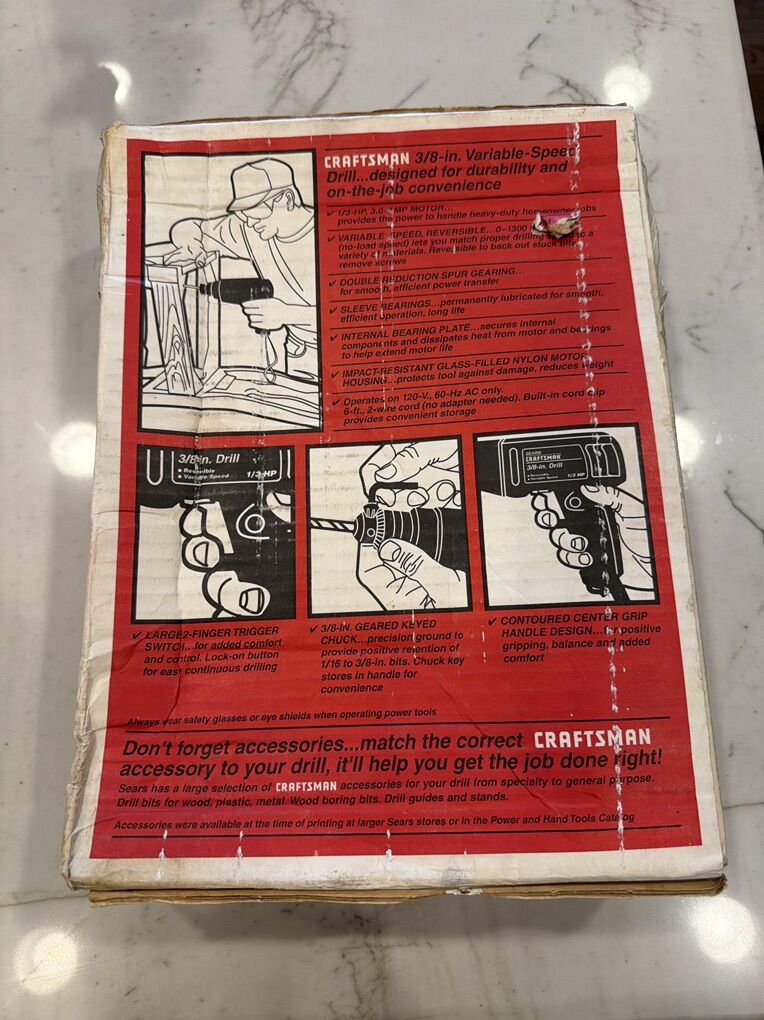 CRAFTSMAN 3/8-in. Variable-Speed
Drill...designed for durability and
on-the-job convenience
✓ 1/3-HP, 3.0-AMP MOTOR...
provides the power to handle heavy-duty homeowner jobs
✓ VARIABLE SPEED, REVERSIBLE...0–1300
(no-load speed) lets you match proper drilling to a
variety of materials. Reversible to back out stuck bits
remove screws
✓ DOUBLE REDUCTION SPUR GEARING...
for smooth, efficient power transfer
✓ SLEEVE BEARINGS...permanently lubricated for smooth,
efficient operation, long life
✓ INTERNAL BEARING PLATE...secures internal
components and dissipates heat from motor and bearings
to help extend motor life
✓ IMPACT-RESISTANT GLASS-FILLED NYLON MOTOR
HOUSING...protects tool against damage, reduces weight
✓ Operates on 120-V., 60-Hz AC only.
6-ft., 2-wire cord (no adapter needed). Built-in cord clip
provides convenient storage
3/8-in. Drill
■ Reversible
■ Variable Speed 1/3 HP
SEARS
CRAFTSMAN
3/8-in. Drill
Reversible
Variable Speed 1/3 HP
✓ LARGE 2-FINGER TRIGGER
SWITCH...for added comfort
and control. Lock-on button
for easy continuous drilling
✓ 3/8-IN. GEARED KEYED
CHUCK...precision ground to
provide positive retention of
1/16 to 3/8-in. bits. Chuck key
stores in handle for
convenience
✓ CONTOURED CENTER GRIP
HANDLE DESIGN...for positive
gripping, balance and added
comfort
Always wear safety glasses or eye shields when operating power tools
Don't forget accessories...match the correct CRAFTSMAN
accessory to your drill, it'll help you get the job done right!
Sears has a large selection of CRAFTSMAN accessories for your drill from specialty to general purpose.
Drill bits for wood, plastic, metal. Wood boring bits. Drill guides and stands.
Accessories were available at the time of printing at larger Sears stores or in the Power and Hand Tools Catalog